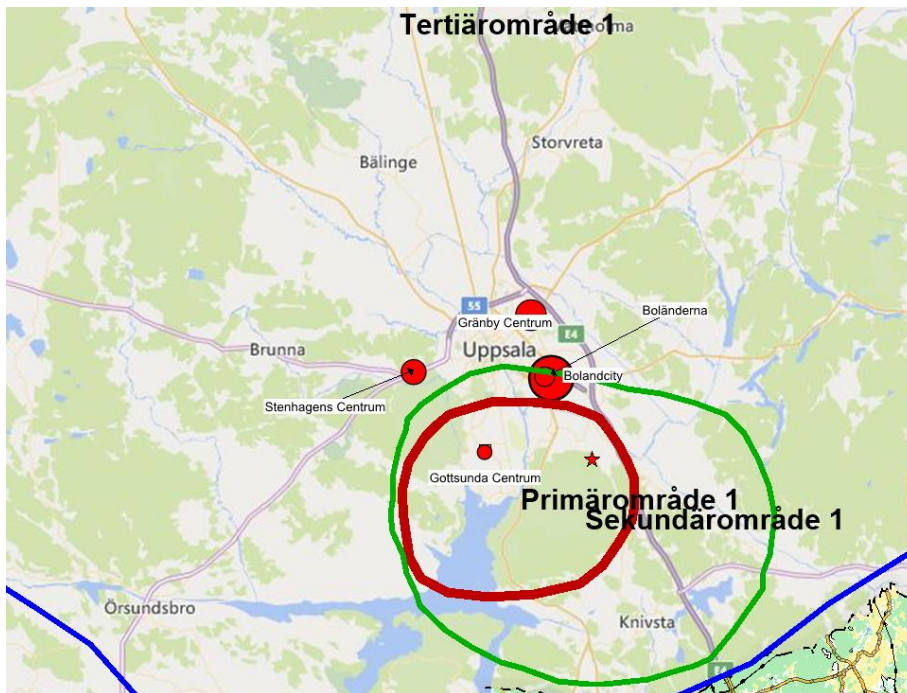 Tertiärområde 1
Storvreta
Bälinge
55
Gränby Centrum
Boländerna
E4
Brunna
Uppsala
Bolandcity
Stenhagens Centrum
Gottsunda Centrum
Primärområde 1
Sekundärområde 1
Örsundsbro
Knivsta
E4